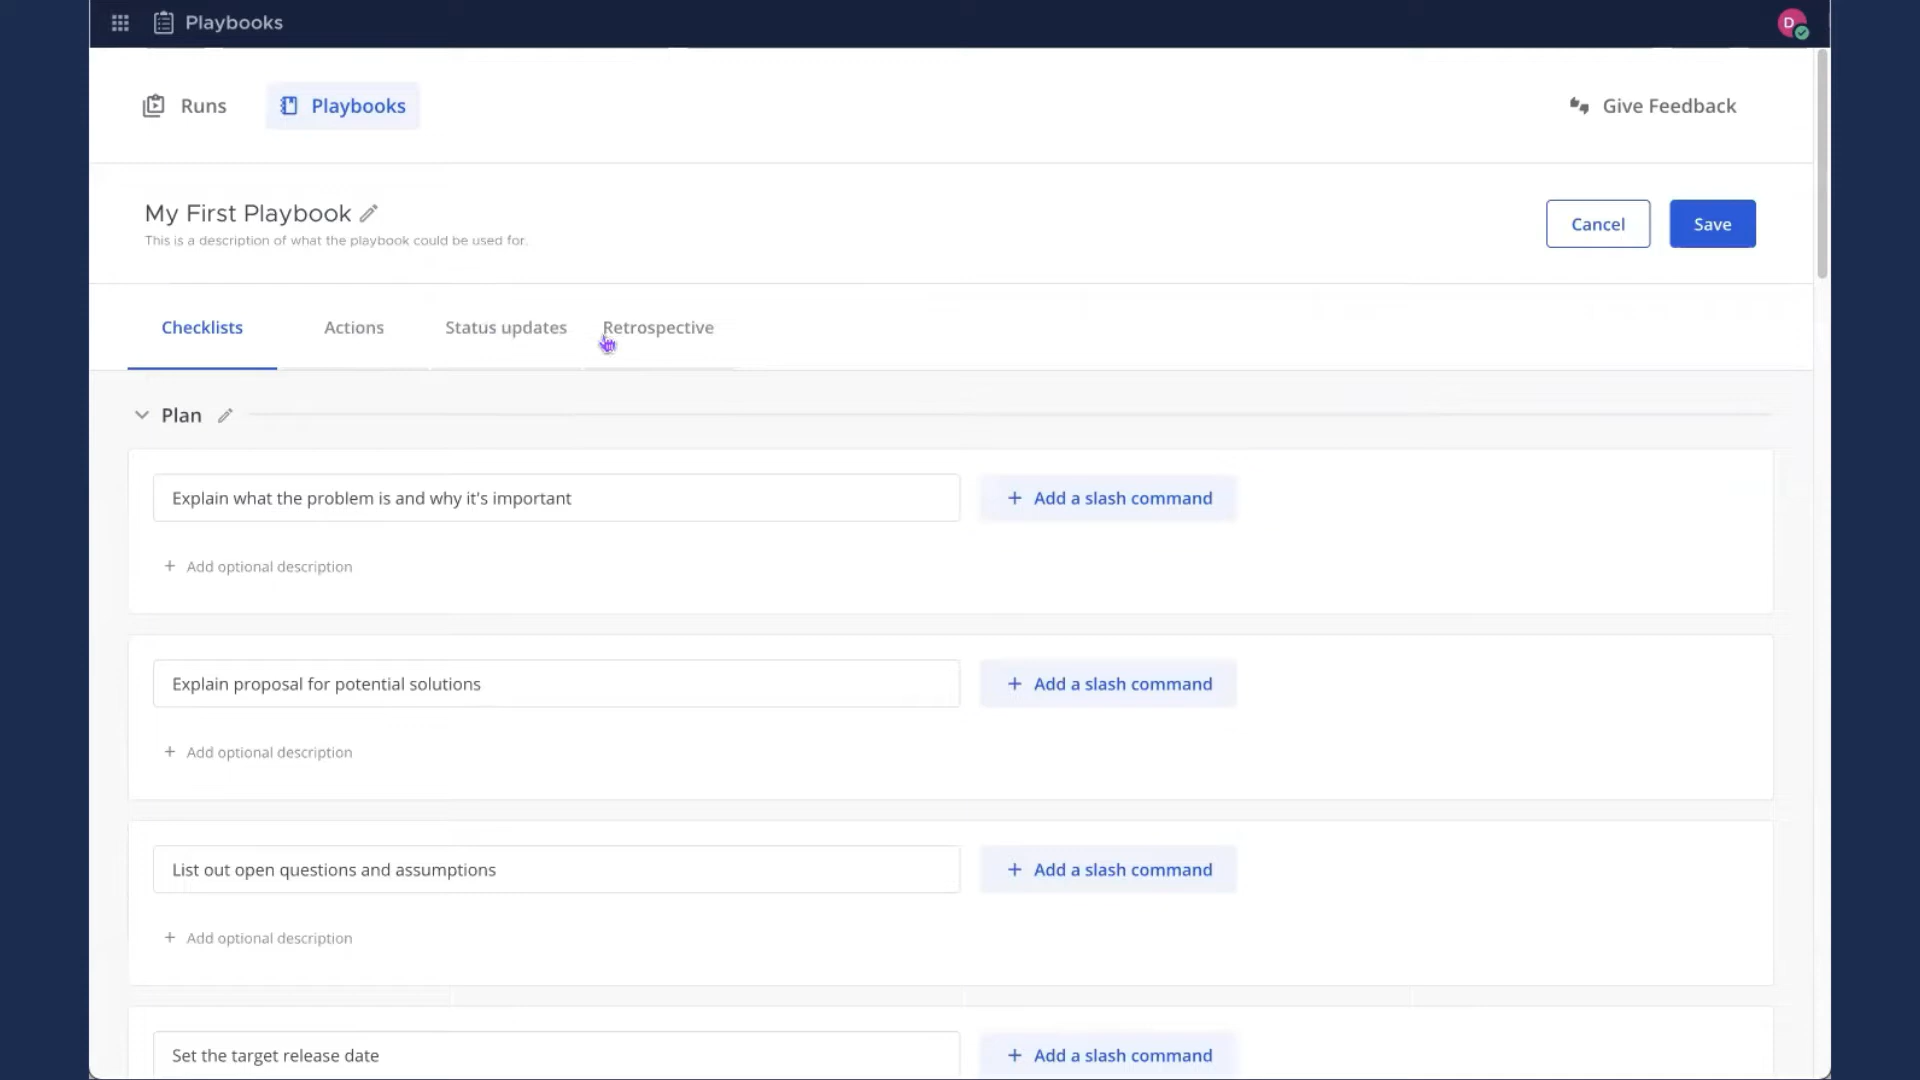 Playbooks
D
Runs
Playbooks
Give Feedback
My First Playbook
This is a description of what the playbook could be used for.
Cancel
Save
Checklists
Actions
Status updates
Retrospective
Plan
Explain what the problem is and why it's important
+ Add a slash command
+ Add optional description
Explain proposal for potential solutions
+ Add a slash command
+ Add optional description
List out open questions and assumptions
+ Add a slash command
+ Add optional description
Set the target release date
+ Add a slash command